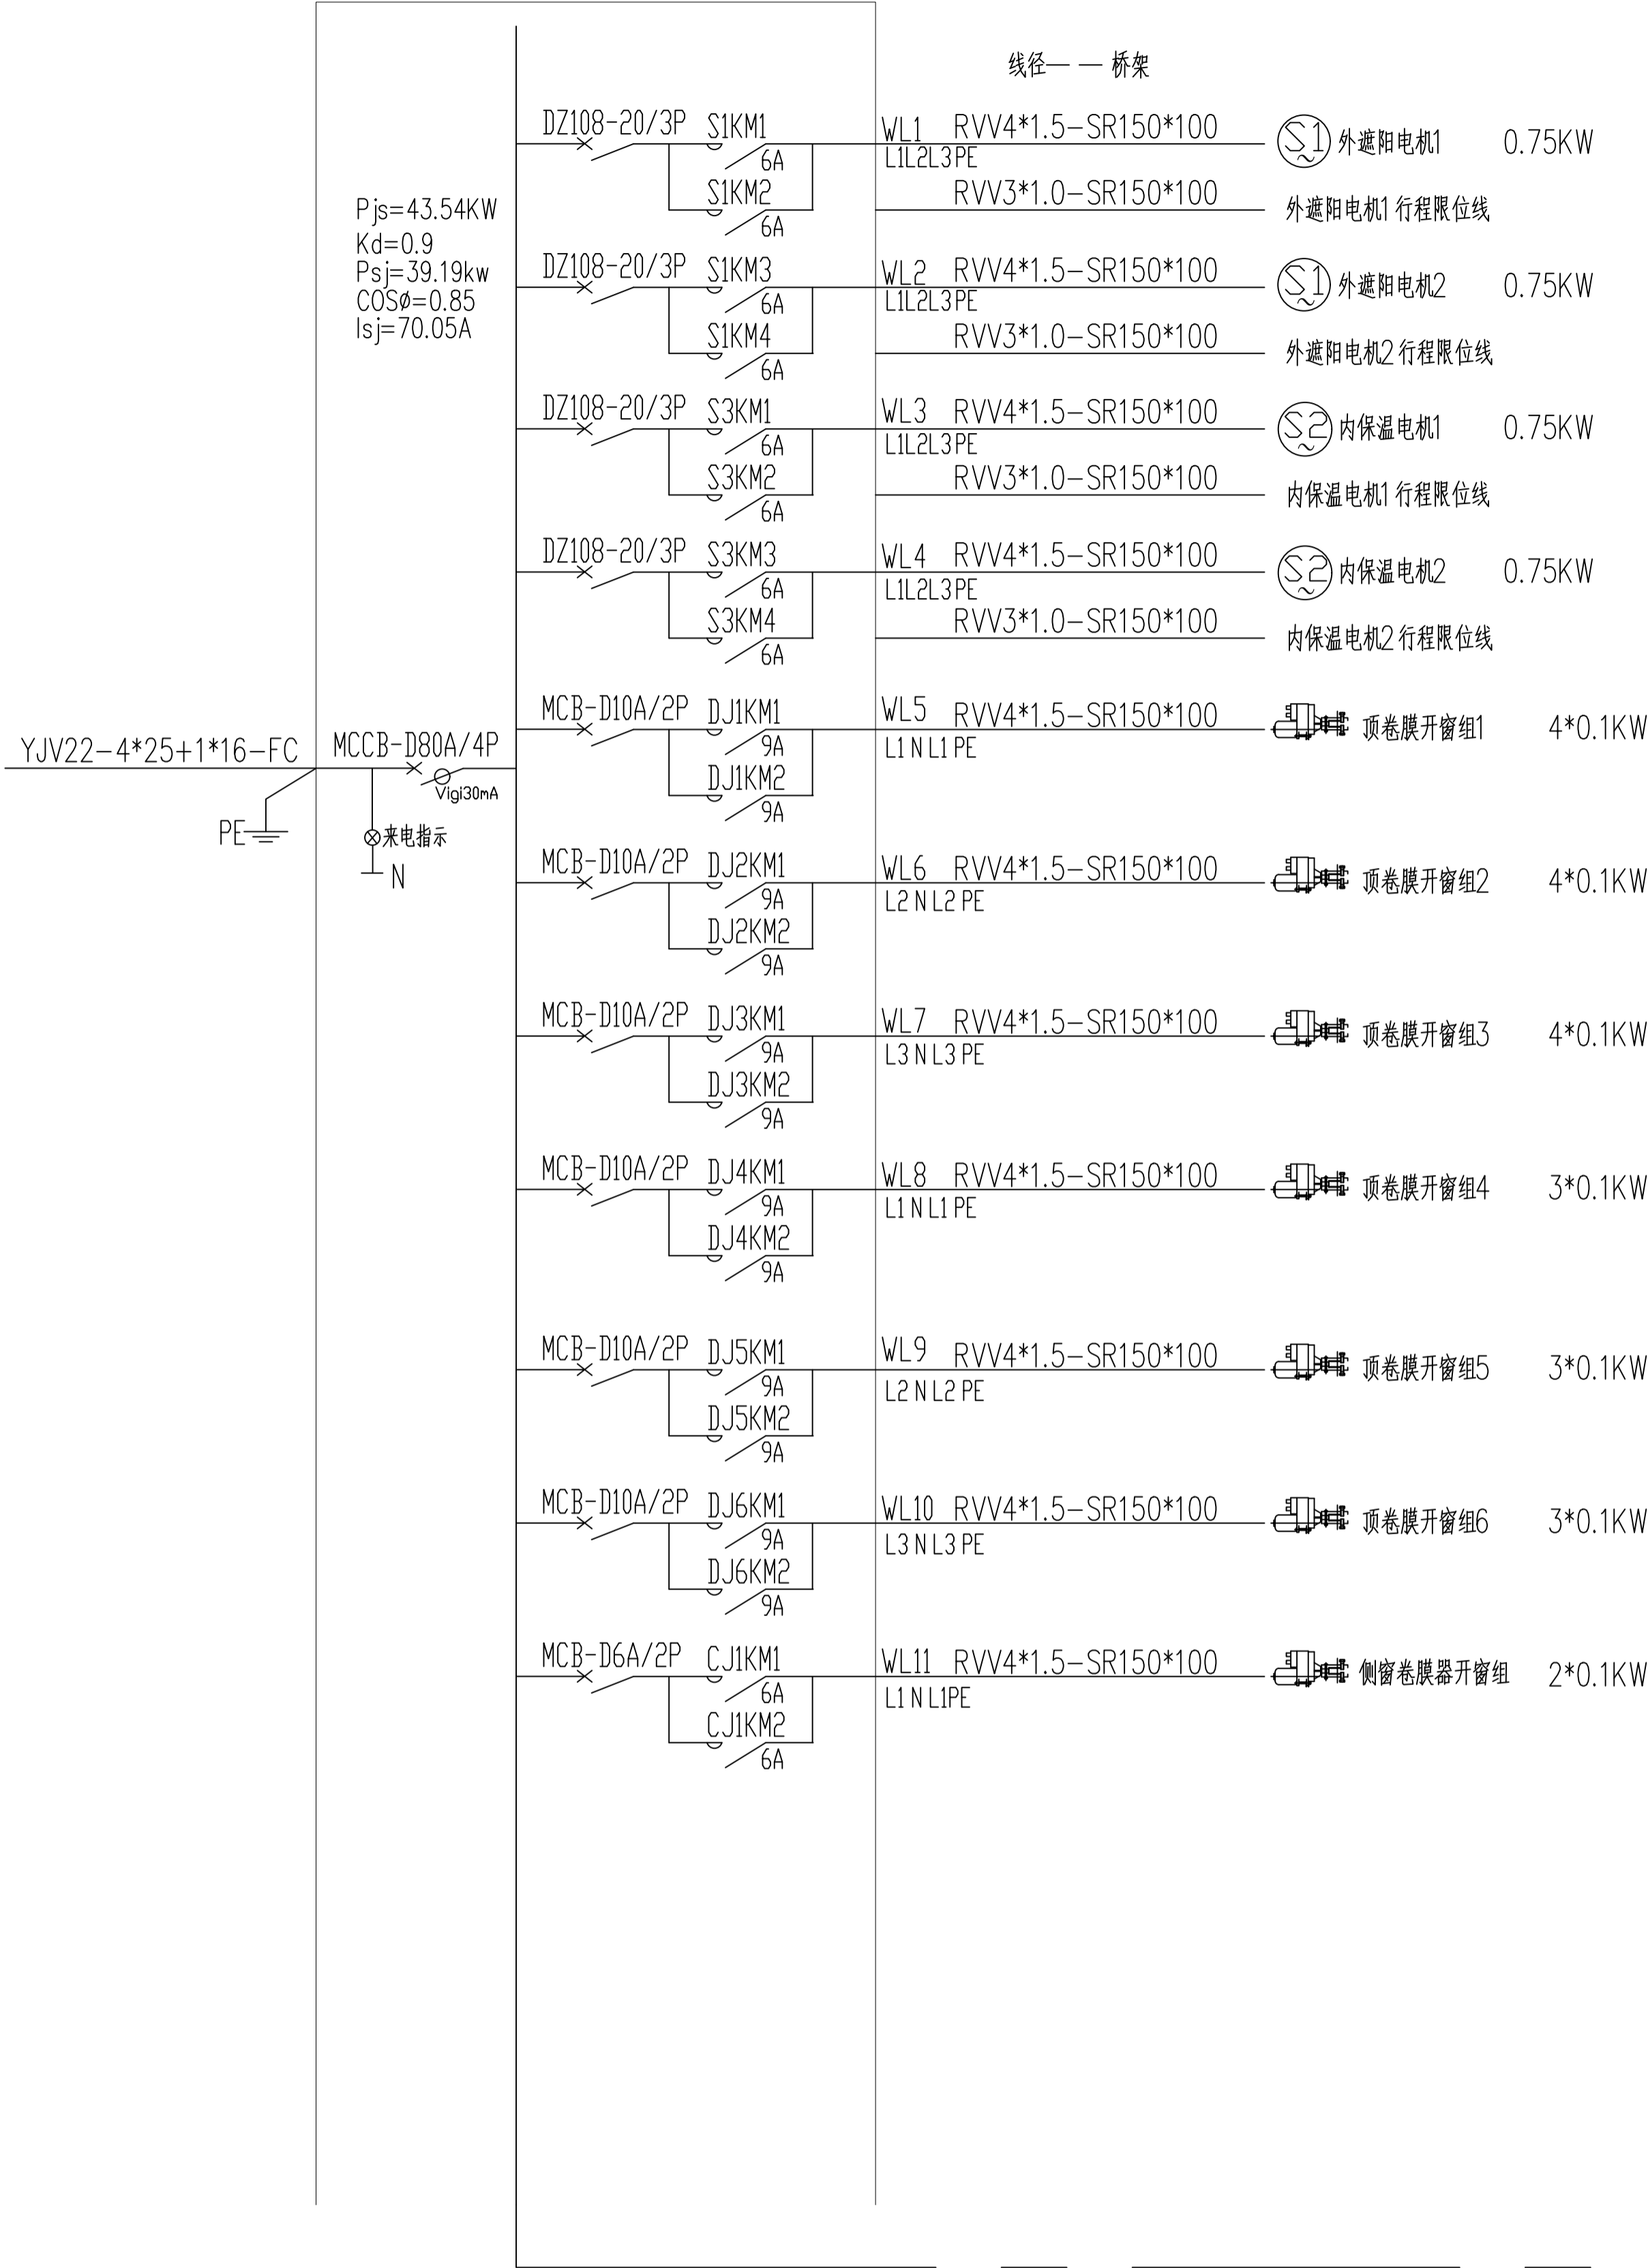 线径— — 桥架
DZ108-20/3P S1KM1 WL1 RVV4*1.5-SR150*100 S1 外遮阳电机1 0.75KW
6A L1L2L3PE
S1KM2 RVV3*1.0-SR150*100 外遮阳电机1 行程限位线
6A
Pjs=43.54KW
Kd=0.9
Psj=39.19kw
COSø=0.85
Isj=70.05A
DZ108-20/3P S1KM3 WL2 RVV4*1.5-SR150*100 S1 外遮阳电机2 0.75KW
6A L1L2L3PE
S1KM4 RVV3*1.0-SR150*100 外遮阳电机2 行程限位线
6A
DZ108-20/3P S3KM1 WL3 RVV4*1.5-SR150*100 S2 内保温电机1 0.75KW
6A L1L2L3PE
S3KM2 RVV3*1.0-SR150*100 内保温电机1 行程限位线
6A
DZ108-20/3P S3KM3 WL4 RVV4*1.5-SR150*100 S2 内保温电机2 0.75KW
6A L1L2L3PE
S3KM4 RVV3*1.0-SR150*100 内保温电机2 行程限位线
6A
MCB-D10A/2P DJ1KM1 WL5 RVV4*1.5-SR150*100 顶卷膜开窗组1 4*0.1KW
9A L1 N L1 PE
DJ1KM2
9A
YJV22-4*25+1*16-FC MCCB-D80A/4P
Vigi30mA
PE 来电指示
N
MCB-D10A/2P DJ2KM1 WL6 RVV4*1.5-SR150*100 顶卷膜开窗组2 4*0.1KW
9A L2 N L2 PE
DJ2KM2
9A
MCB-D10A/2P DJ3KM1 WL7 RVV4*1.5-SR150*100 顶卷膜开窗组3 4*0.1KW
9A L3 N L3 PE
DJ3KM2
9A
MCB-D10A/2P DJ4KM1 WL8 RVV4*1.5-SR150*100 顶卷膜开窗组4 3*0.1KW
9A L1 N L1 PE
DJ4KM2
9A
MCB-D10A/2P DJ5KM1 WL9 RVV4*1.5-SR150*100 顶卷膜开窗组5 3*0.1KW
9A L2 N L2 PE
DJ5KM2
9A
MCB-D10A/2P DJ6KM1 WL10 RVV4*1.5-SR150*100 顶卷膜开窗组6 3*0.1KW
9A L3 N L3 PE
DJ6KM2
9A
MCB-D6A/2P CJ1KM1 WL11 RVV4*1.5-SR150*100 侧窗卷膜器开窗组 2*0.1KW
6A L1 N L1PE
CJ1KM2
6A